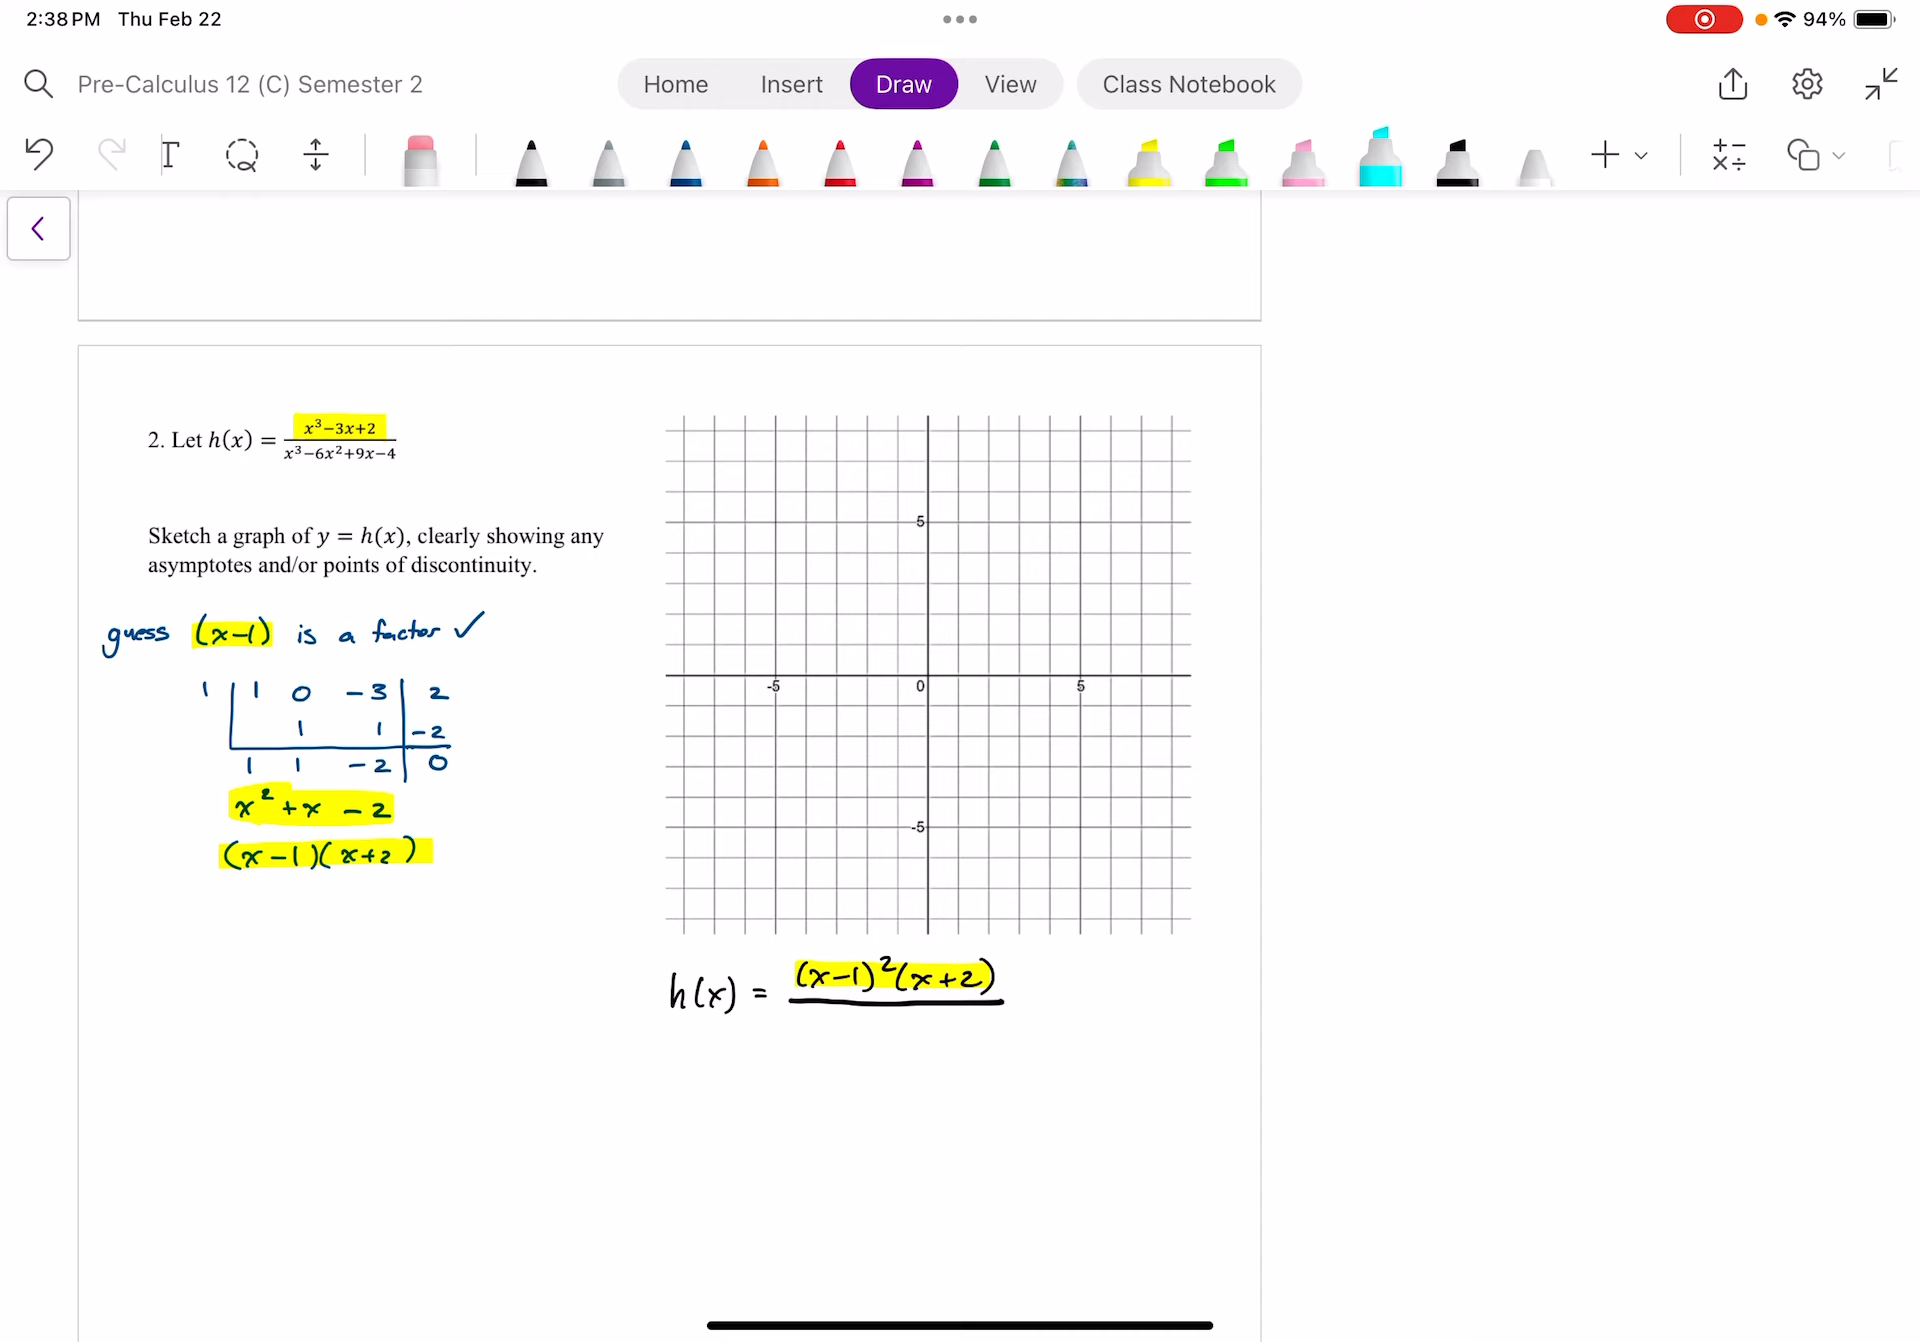 2:38 PM Thu Feb 22
94%
Pre-Calculus 12 (C) Semester 2
Home Insert Draw View Class Notebook
2. Let h(x) = x³−3x+2
x³−6x²+9x−4
Sketch a graph of y = h(x), clearly showing any
asymptotes and/or points of discontinuity.
guess (x-1) is a factor ✓
1 1 0 -3 2
1 1 -2
1 1 -2 0
x² + x - 2
(x-1)(x+2)
5
-5 0 5
-5
h(x) = (x-1)²(x+2)